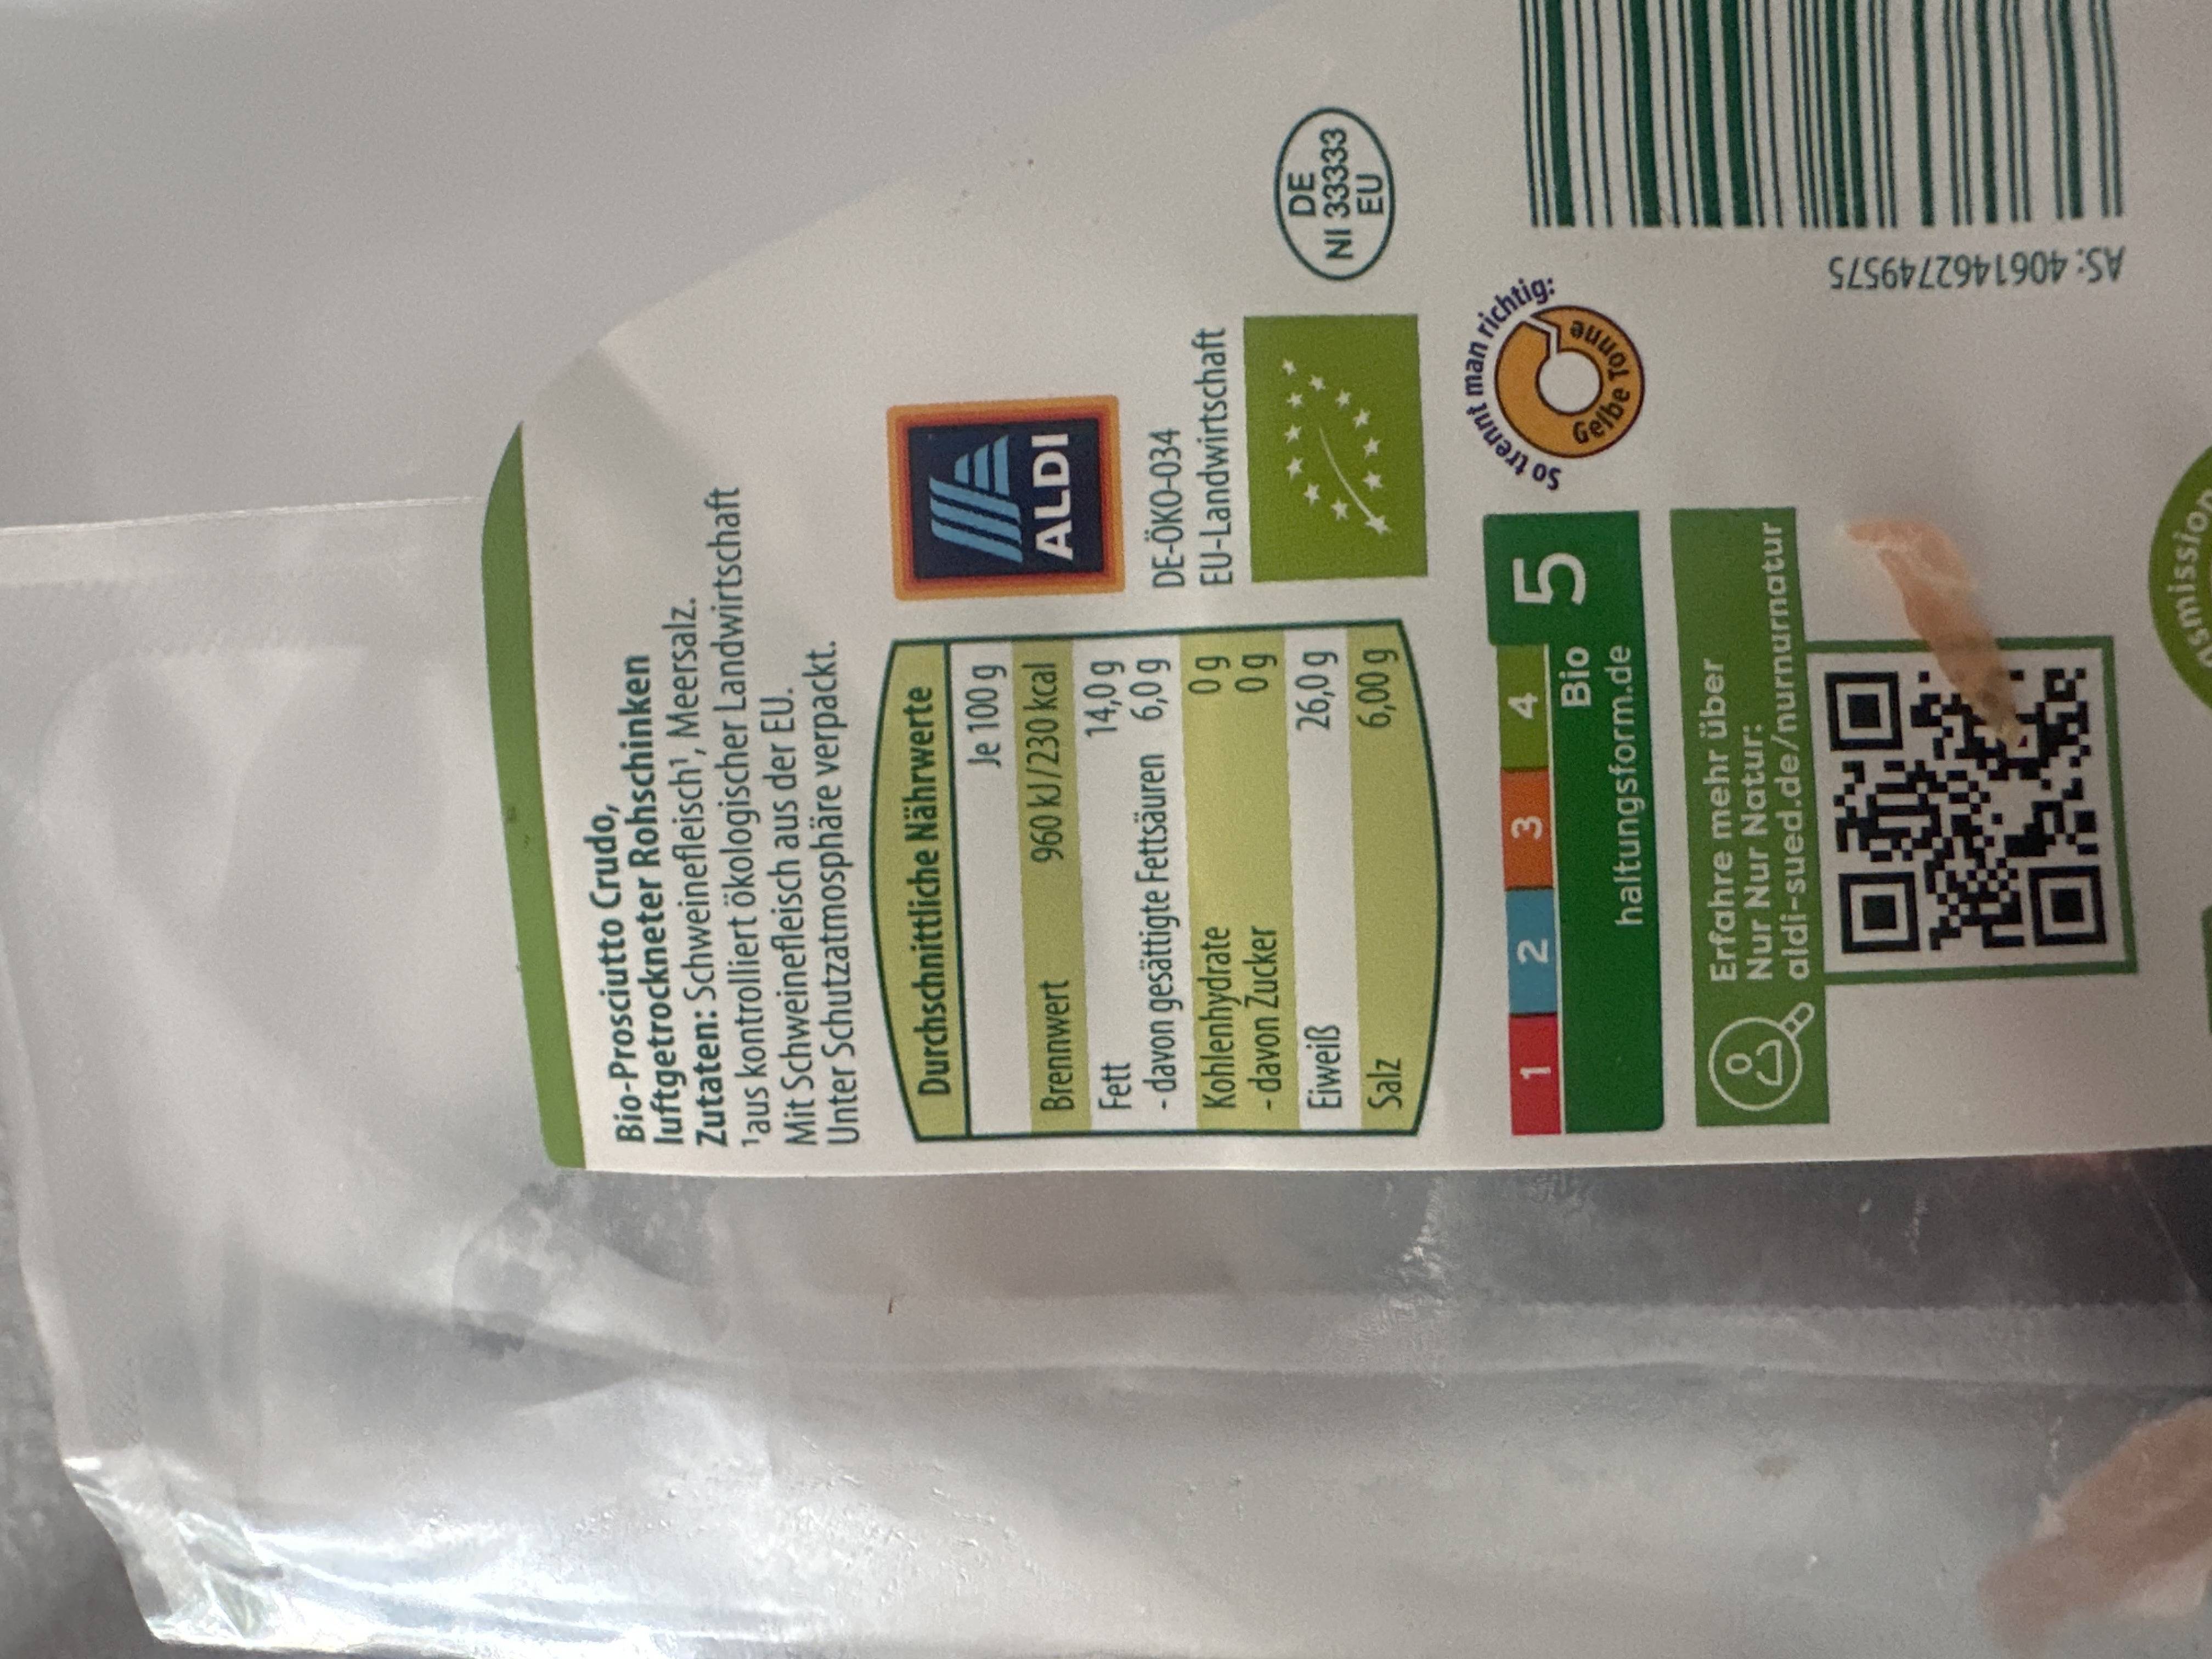 Bio-Prosciutto Crudo,
luftgetrockneter Rohschinken
Zutaten: Schweinefleisch¹, Meersalz.
¹aus kontrolliert ökologischer Landwirtschaft
Mit Schweinefleisch aus der EU.
Unter Schutzatmosphäre verpackt.
Durchschnittliche Nährwerte
Je 100 g
Brennwert 960 kJ/230 kcal
Fett 14,0 g
- davon gesättigte Fettsäuren 6,0 g
Kohlenhydrate 0 g
- davon Zucker 0 g
Eiweiß 26,0 g
Salz 6,00 g
ALDI
DE-ÖKO-034
EU-Landwirtschaft
DE
NI 33333
EU
1 2 3 4 5
Bio
haltungsform.de
So trennt man richtig:
Gelbe Tonne
Erfahre mehr über
Nur Nur Natur:
aldi-sued.de/nurnurnatur
AS: 4061462749575